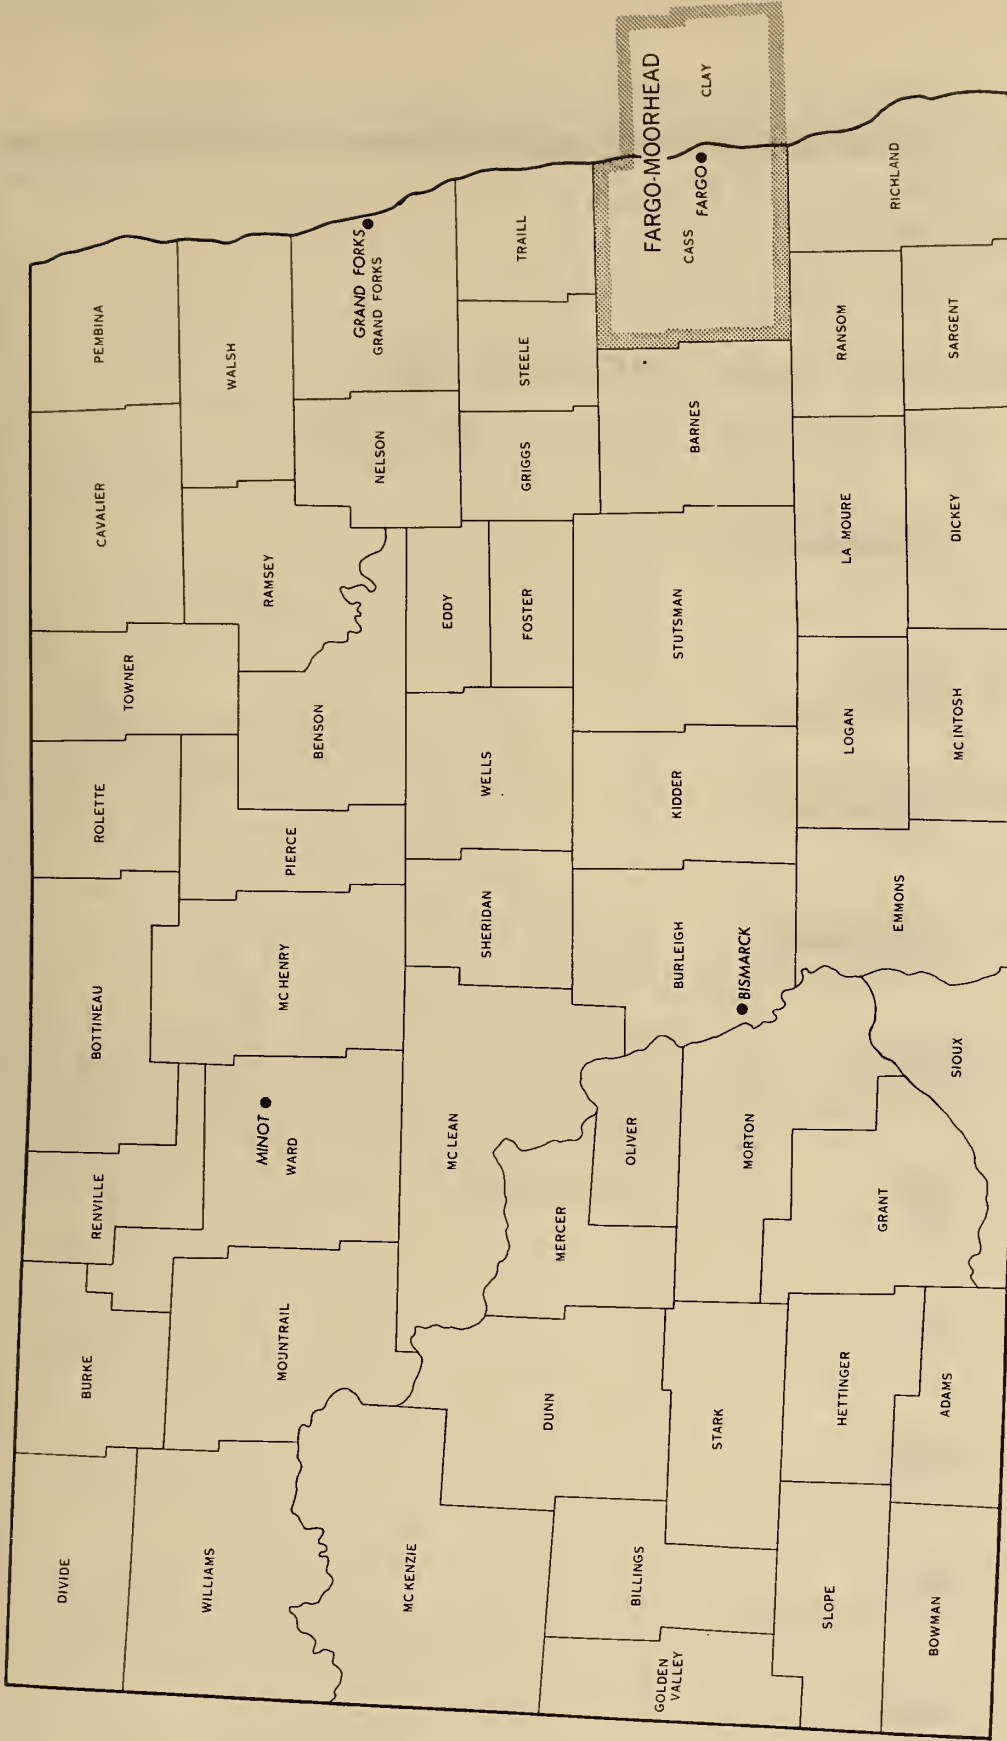 DIVIDE
BURKE
RENVILLE
BOTTINEAU
ROLETTE
TOWNER
CAVALIER
PEMBINA
WILLIAMS
MOUNTRAIL
MINOT
WARD
MC HENRY
PIERCE
BENSON
RAMSEY
WALSH
NELSON
GRAND FORKS
GRAND FORKS
MC KENZIE
DUNN
MERCER
MC LEAN
SHERIDAN
WELLS
EDDY
FOSTER
GRIGGS
STEELE
TRAILL
GOLDEN
VALLEY
BILLINGS
STARK
OLIVER
MORTON
BURLEIGH
BISMARCK
KIDDER
STUTSMAN
BARNES
FARGO-MOORHEAD
CASS
FARGO
CLAY
SLOPE
HETTINGER
GRANT
EMMONS
LOGAN
LA MOURE
RANSOM
RICHLAND
BOWMAN
ADAMS
SIOUX
MC INTOSH
DICKEY
SARGENT